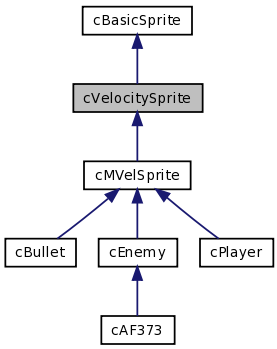 cBasicSprite
cVelocitySprite
cMVelSprite
cBullet
cEnemy
cPlayer
cAF373